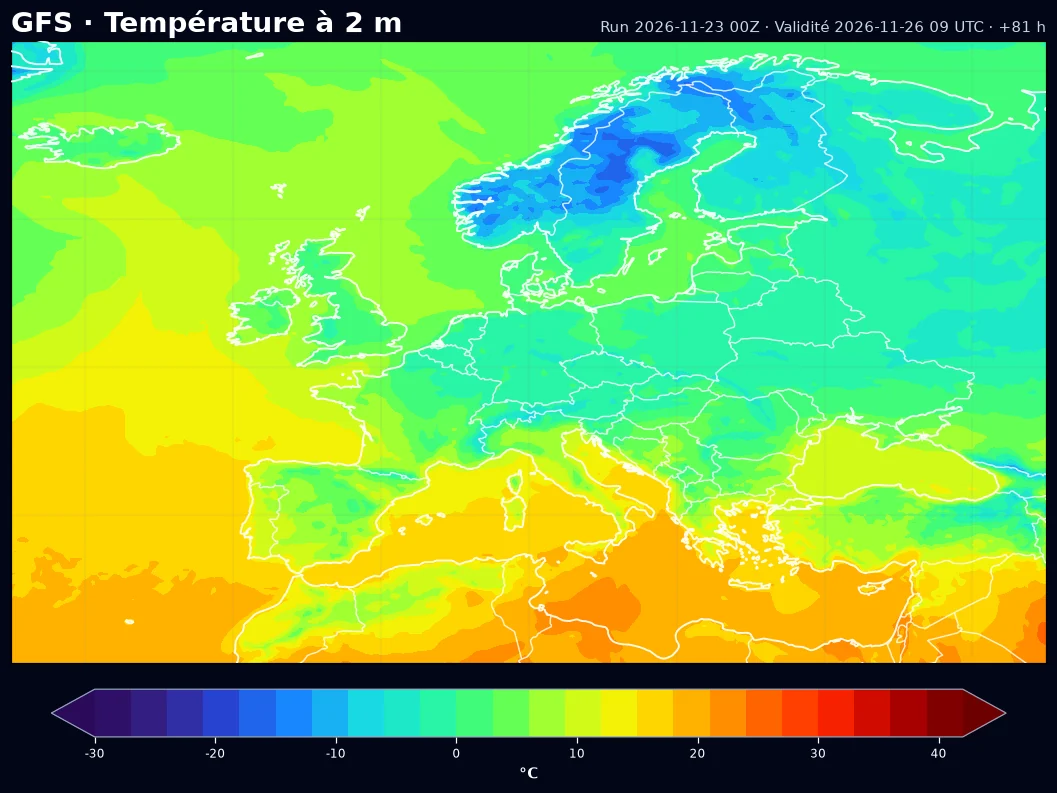 GFS · Température à 2 m
Run 2026-11-23 00Z · Validité 2026-11-26 09 UTC · +81 h
-30 -20 -10 0 10 20 30 40
°C